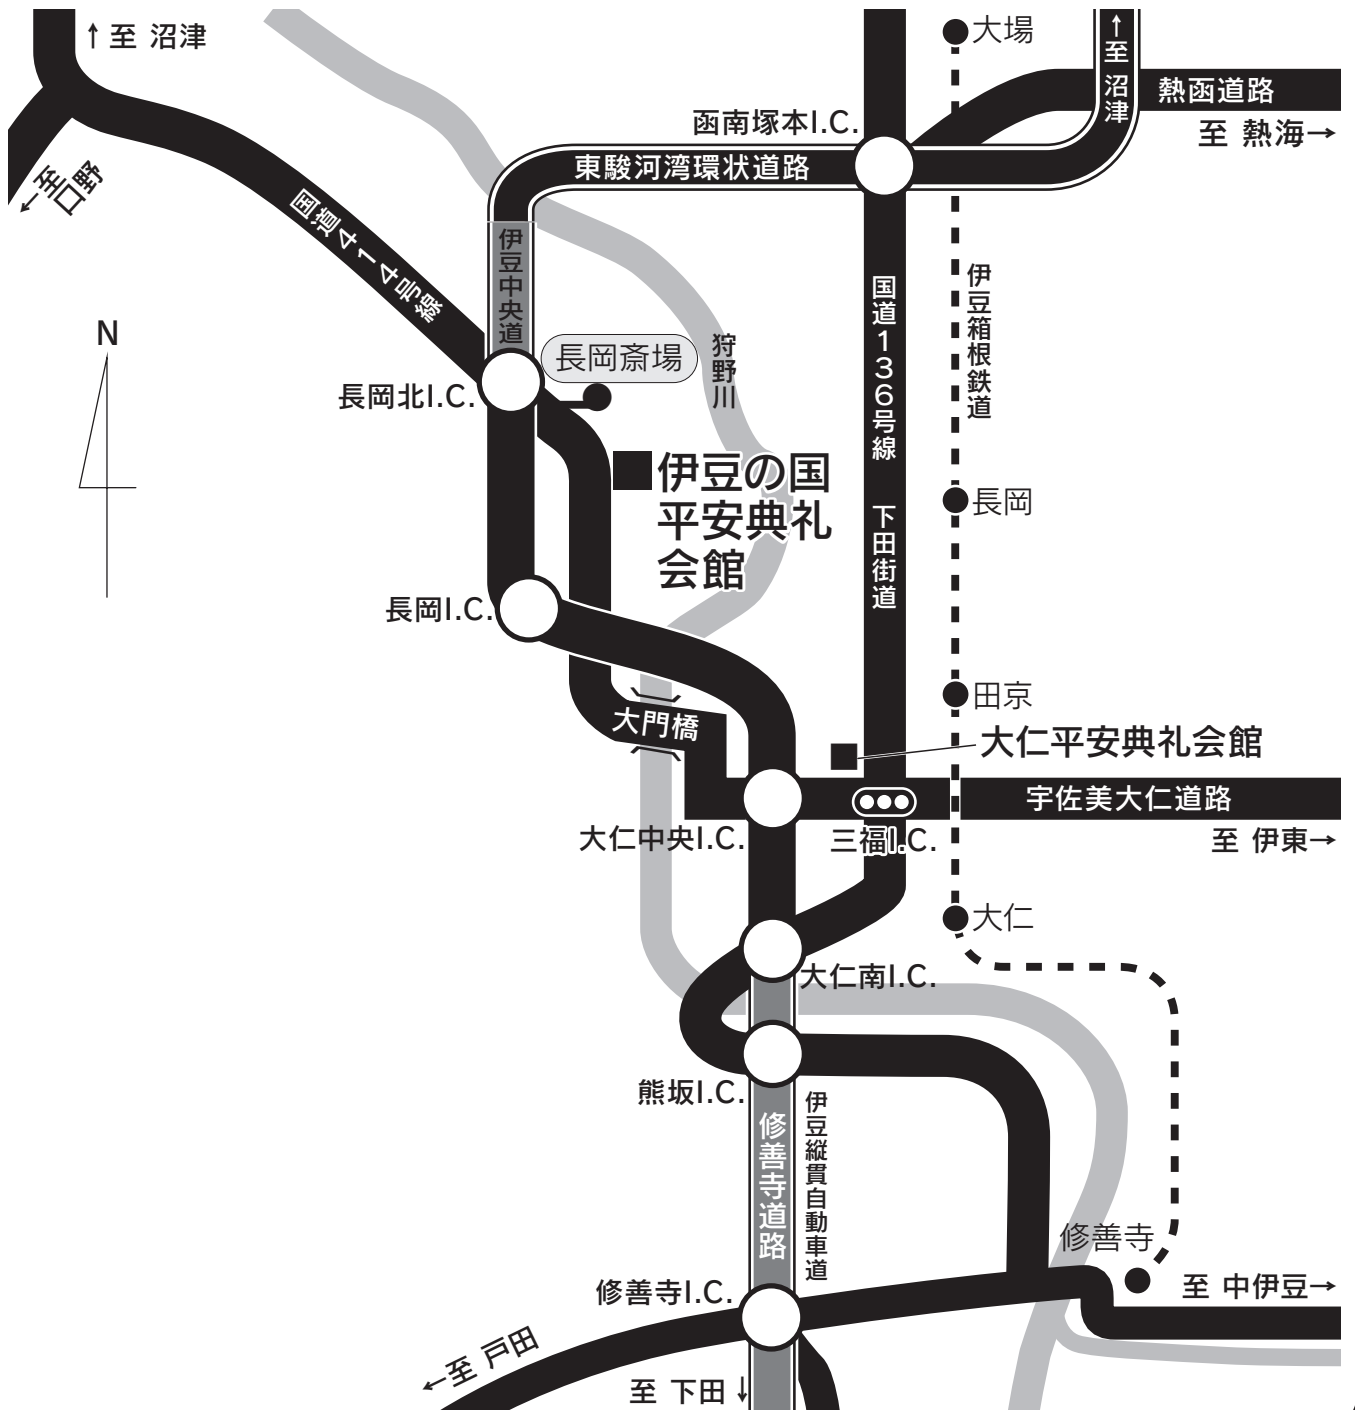 ↑至 沼津
大場
↑至 沼津
熱函道路
至 熱海→
函南塚本I.C.
東駿河湾環状道路
←至口野
国道414号線
伊豆中央道
狩野川
国道136号線 下田街道
伊豆箱根鉄道
N
長岡斎場
長岡北I.C.
伊豆の国
平安典礼
会館
長岡
長岡I.C.
田京
大門橋
大仁平安典礼会館
宇佐美大仁道路
大仁中央I.C.
三福I.C.
至 伊東→
大仁
大仁南I.C.
熊坂I.C.
修善寺道路
伊豆縦貫自動車道
修善寺
修善寺I.C.
至 中伊豆→
←至 戸田
至 下田↓